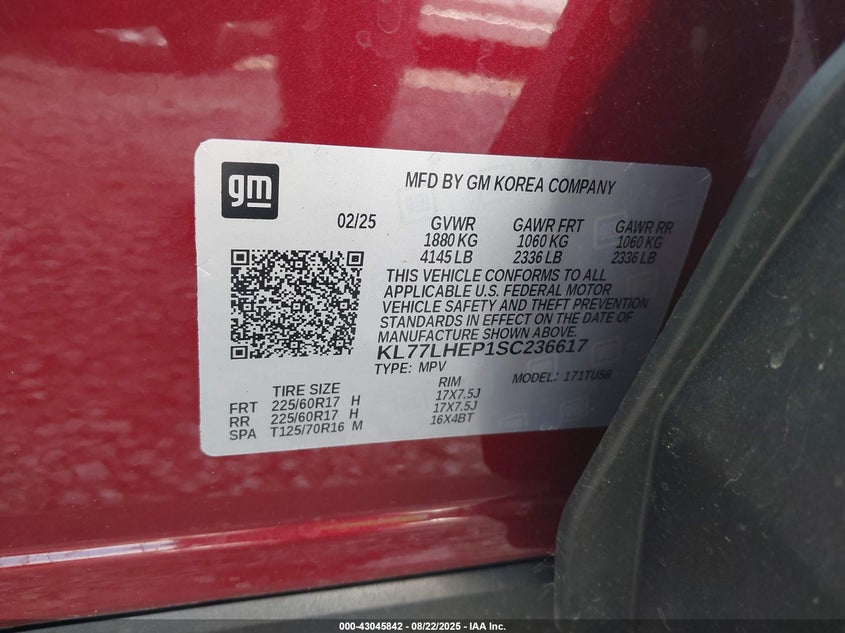 gm
MFD BY GM KOREA COMPANY
02/25 GVWR GAWR FRT GAWR RR
1880 KG 1060 KG 1060 KG
4145 LB 2336 LB 2336 LB
THIS VEHICLE CONFORMS TO ALL
APPLICABLE U.S. FEDERAL MOTOR
VEHICLE SAFETY AND THEFT PREVENTION
STANDARDS IN EFFECT ON THE DATE OF
MANUFACTURE SHOWN ABOVE.
KL77LHEP1SC236617
TYPE: MPV MODEL: 171TU58
TIRE SIZE RIM
FRT 225/60R17 H 17X7.5J
RR 225/60R17 H 17X7.5J
SPA T125/70R16 M 16X4BT
000-43045842 - 08/22/2025 - IAA Inc.